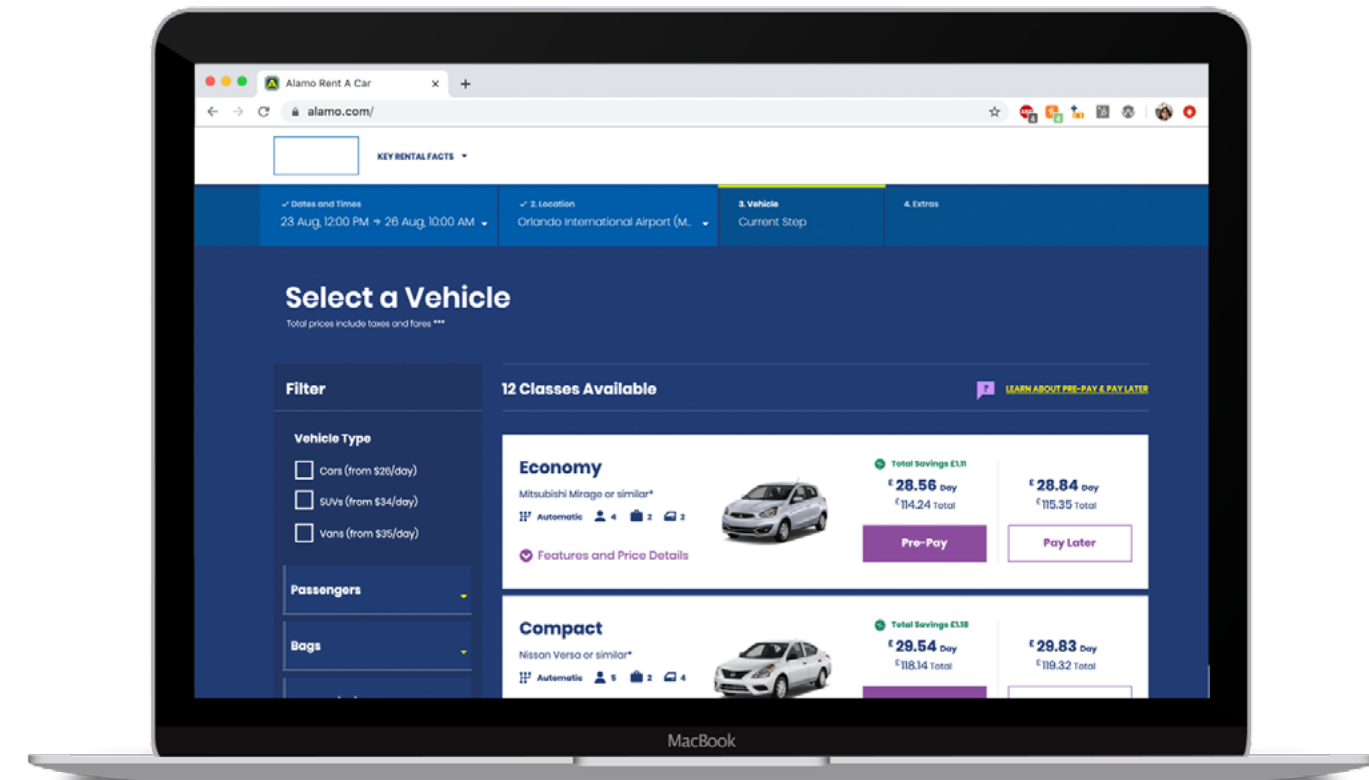 Alamo Rent A Car
alamo.com/
KEY RENTAL FACTS
Dates and Times
23 Aug, 12:00 PM → 26 Aug, 10:00 AM
2. Location
Orlando International Airport (M...
3. Vehicle
Current Step
4. Extras
Select a Vehicle
Total prices include taxes and fares ***
Filter
Vehicle Type
Cars (from $26/day)
SUVs (from $34/day)
Vans (from $35/day)
Passengers
Bags
12 Classes Available
? LEARN ABOUT PRE-PAY & PAY LATER
Economy
Mitsubishi Mirage or similar*
Automatic 4 2 2
Features and Price Details
Total Savings £1.11
£28.56 Day
£114.24 Total
Pre-Pay
£28.84 Day
£115.35 Total
Pay Later
Compact
Nissan Versa or similar*
Automatic 5 2 4
Total Savings £1.18
£29.54 Day
£118.14 Total
£29.83 Day
£119.32 Total
MacBook